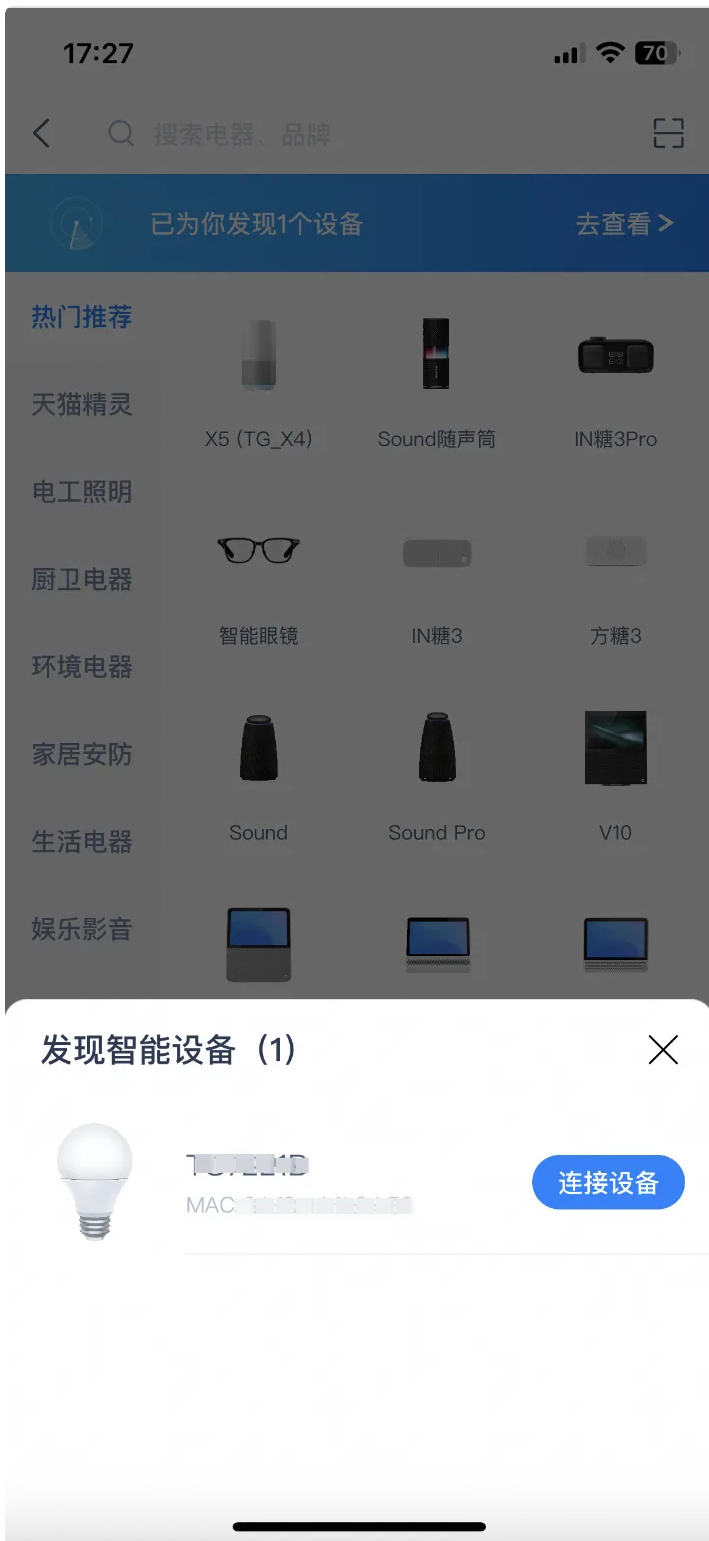 17:27
70
搜索电器、品牌
已为你发现1个设备
去查看
热门推荐
X5 (TG_X4)
Sound随声筒
IN糖3Pro
天猫精灵
电工照明
厨卫电器
智能眼镜
IN糖3
方糖3
环境电器
家居安防
生活电器
Sound
Sound Pro
V10
娱乐影音
发现智能设备（1）
MAC
连接设备